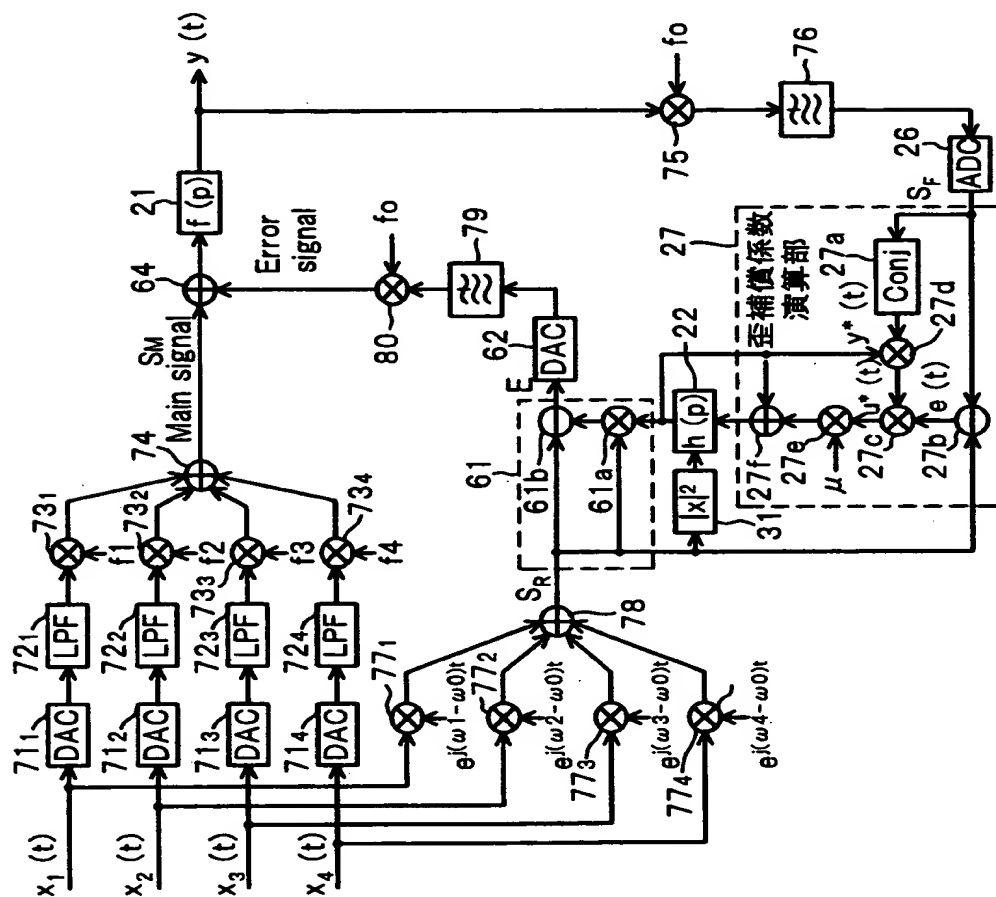 x₁(t)
x₂(t)
x₃(t)
x₄(t)
71₁
DAC
71₂
DAC
71₃
DAC
71₄
DAC
72₁
LPF
72₂
LPF
72₃
LPF
72₄
LPF
73₁
f1
73₂
f2
73₃
f3
73₄
f4
74
SM
Main signal
64
21
f(p)
y(t)
Error signal
80
fo
79
62
DAC
E
75
fo
76
26
ADC
SF
61
61b
61a
SR
78
77₁
e^j(ω1-ω0)t
77₂
e^j(ω2-ω0)t
77₃
e^j(ω3-ω0)t
77₄
e^j(ω4-ω0)t
22
h(p)
|x|²
31
27
歪補償係数
演算部
27a
Conj
y*(t)
27d
u*(t)
27c
e(t)
27b
27e
μ
27f